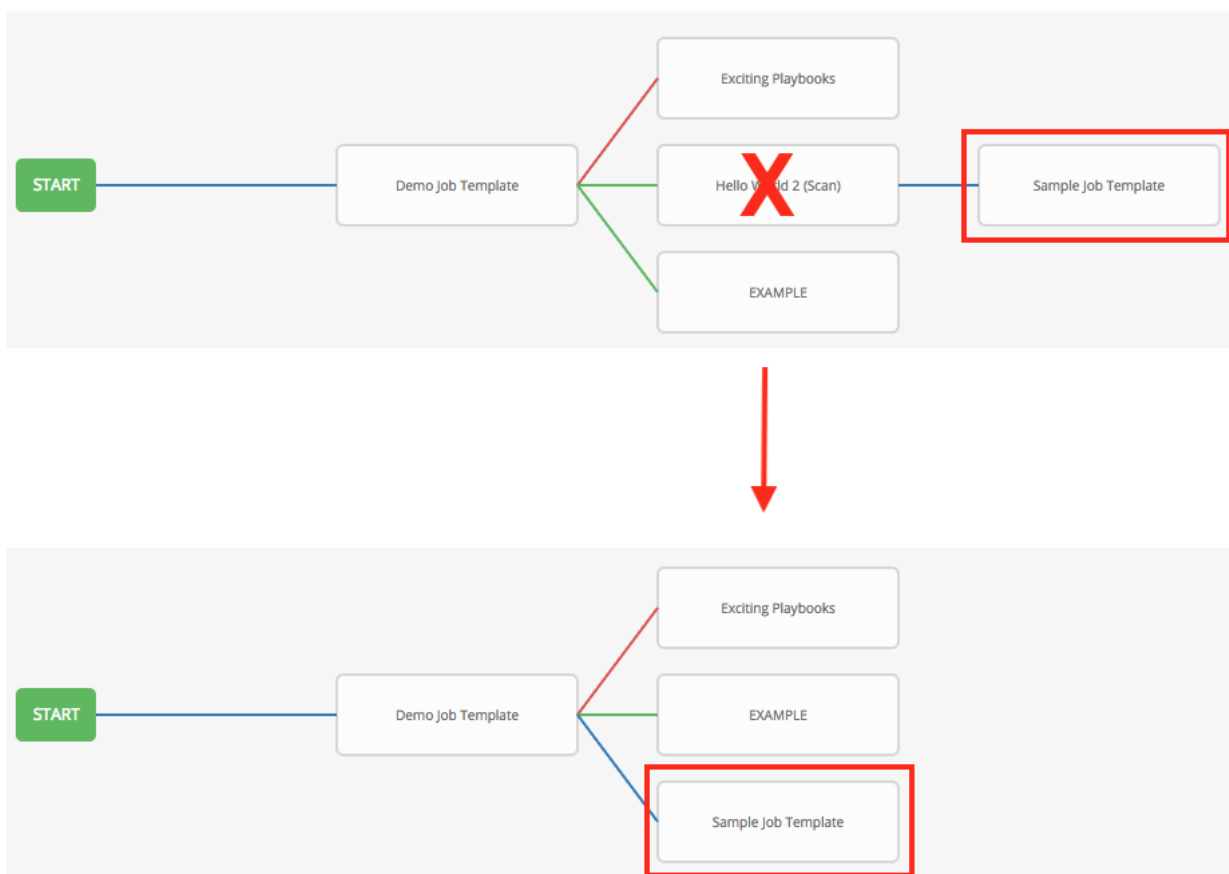 Exciting Playbooks
START
Demo Job Template
Hello World 2 (Scan)
X
Sample Job Template
EXAMPLE
Exciting Playbooks
START
Demo Job Template
EXAMPLE
Sample Job Template